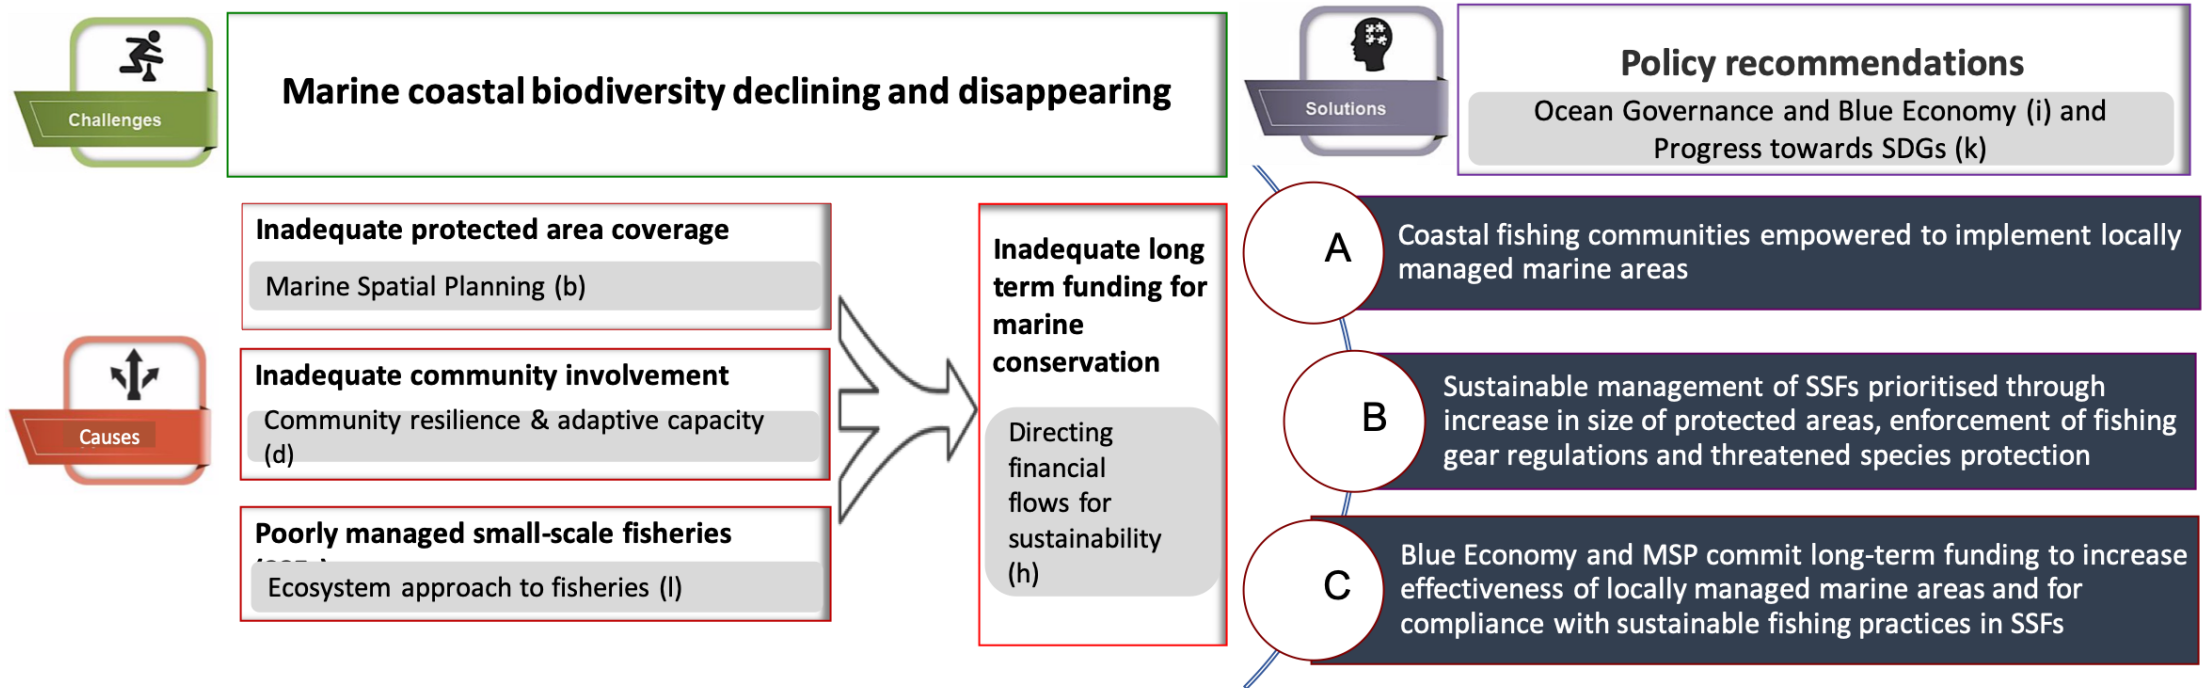 Challenges
Marine coastal biodiversity declining and disappearing
Causes
Inadequate protected area coverage
Marine Spatial Planning (b)
Inadequate community involvement
Community resilience & adaptive capacity
(d)
Poorly managed small-scale fisheries
Ecosystem approach to fisheries (l)
Inadequate long
term funding for
marine
conservation
Directing
financial
flows for
sustainability
(h)
Solutions
Policy recommendations
Ocean Governance and Blue Economy (i) and
Progress towards SDGs (k)
A
Coastal fishing communities empowered to implement locally
managed marine areas
B
Sustainable management of SSFs prioritised through
increase in size of protected areas, enforcement of fishing
gear regulations and threatened species protection
C
Blue Economy and MSP commit long-term funding to increase
effectiveness of locally managed marine areas and for
compliance with sustainable fishing practices in SSFs